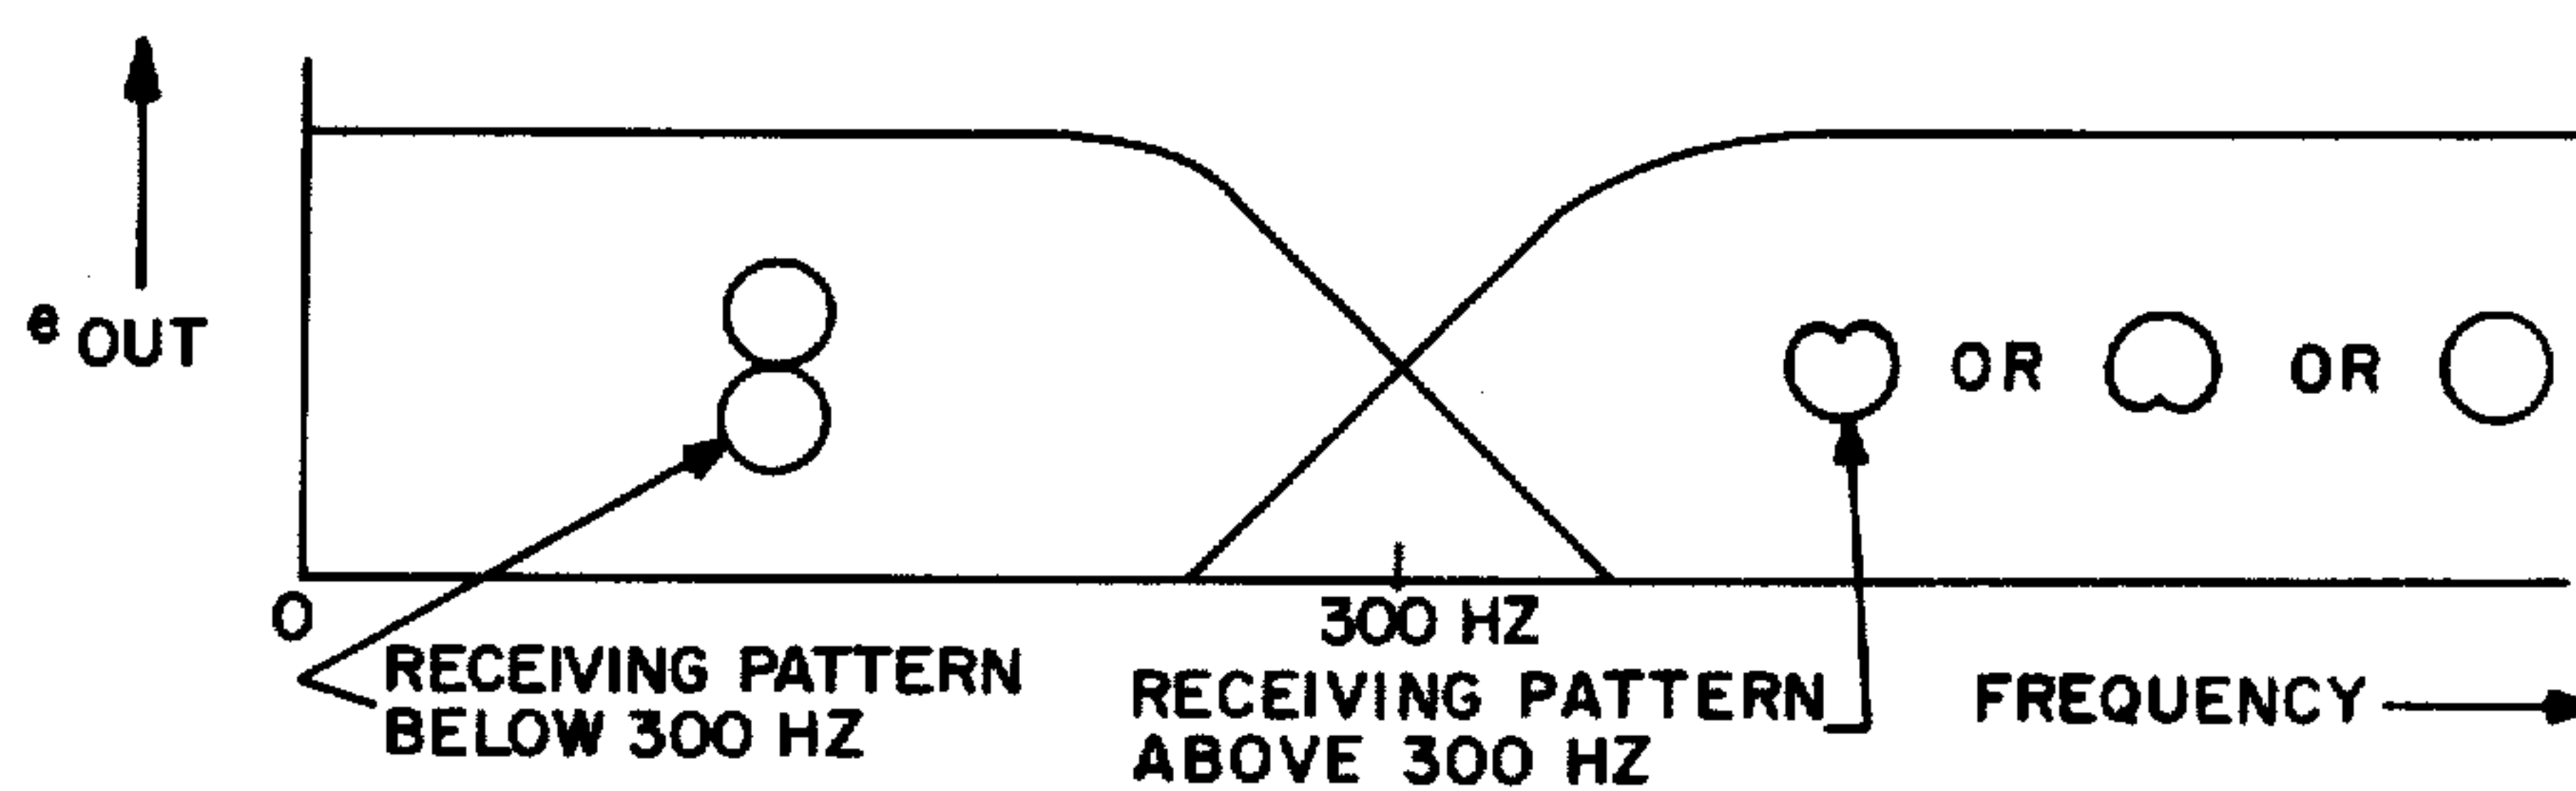 e OUT
OR OR
0
300 HZ
RECEIVING PATTERN
BELOW 300 HZ
RECEIVING PATTERN
ABOVE 300 HZ
FREQUENCY